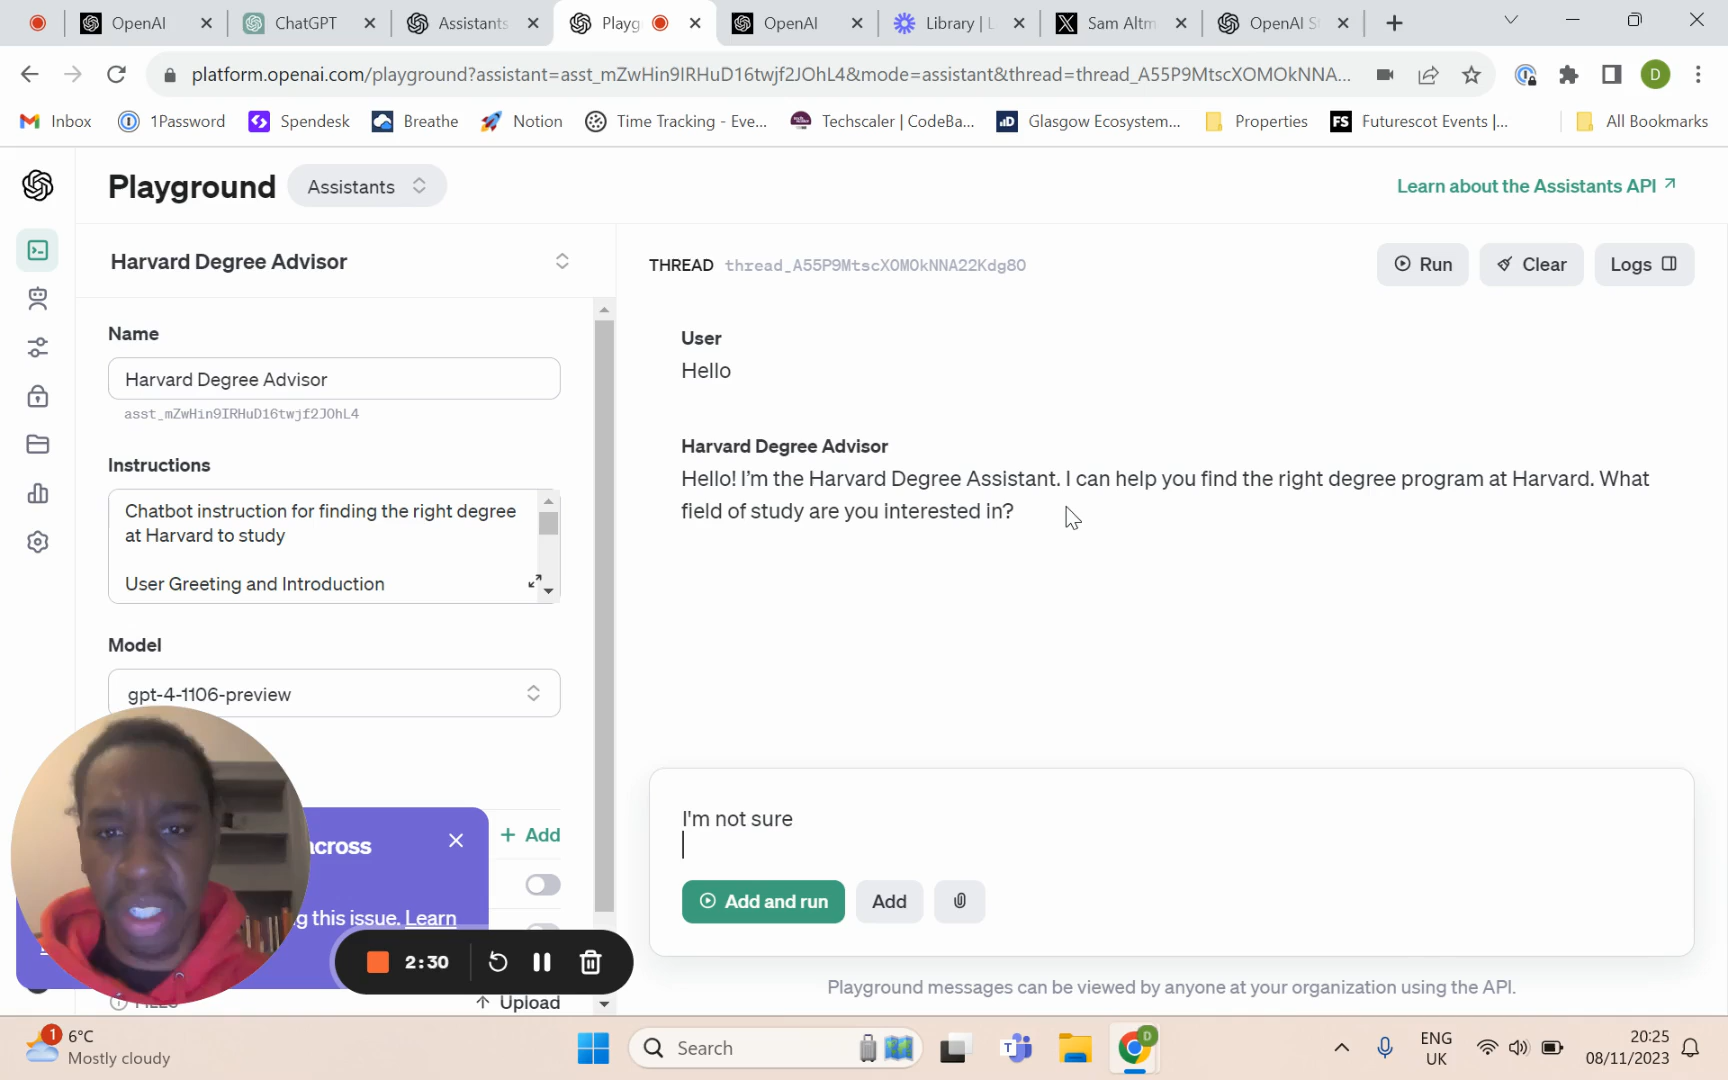 OpenAI
ChatGPT
Assistants
Playg
OpenAI
Library | L
Sam Altm
OpenAI S
platform.openai.com/playground?assistant=asst_mZwHin9IRHuD16twjf2JOhL4&mode=assistant&thread=thread_A55P9MtscXOMOkNNA...
D
Inbox
1Password
Spendesk
Breathe
Notion
Time Tracking - Eve...
Techscaler | CodeBa...
Glasgow Ecosystem...
Properties
FS
Futurescot Events |...
All Bookmarks
Playground
Assistants
Learn about the Assistants API
Harvard Degree Advisor
THREAD thread_A55P9MtscXOMOkNNA22Kdg8O
Run
Clear
Logs
Name
Harvard Degree Advisor
asst_mZwHin9IRHuD16twjf2JOhL4
Instructions
Chatbot instruction for finding the right degree
at Harvard to study
User Greeting and Introduction
Model
gpt-4-1106-preview
User
Hello
Harvard Degree Advisor
Hello! I'm the Harvard Degree Assistant. I can help you find the right degree program at Harvard. What
field of study are you interested in?
across
+ Add
g this issue. Learn
2:30
Upload
I'm not sure
Add and run
Add
Playground messages can be viewed by anyone at your organization using the API.
1
6°C
Mostly cloudy
Search
D
ENG
UK
20:25
08/11/2023